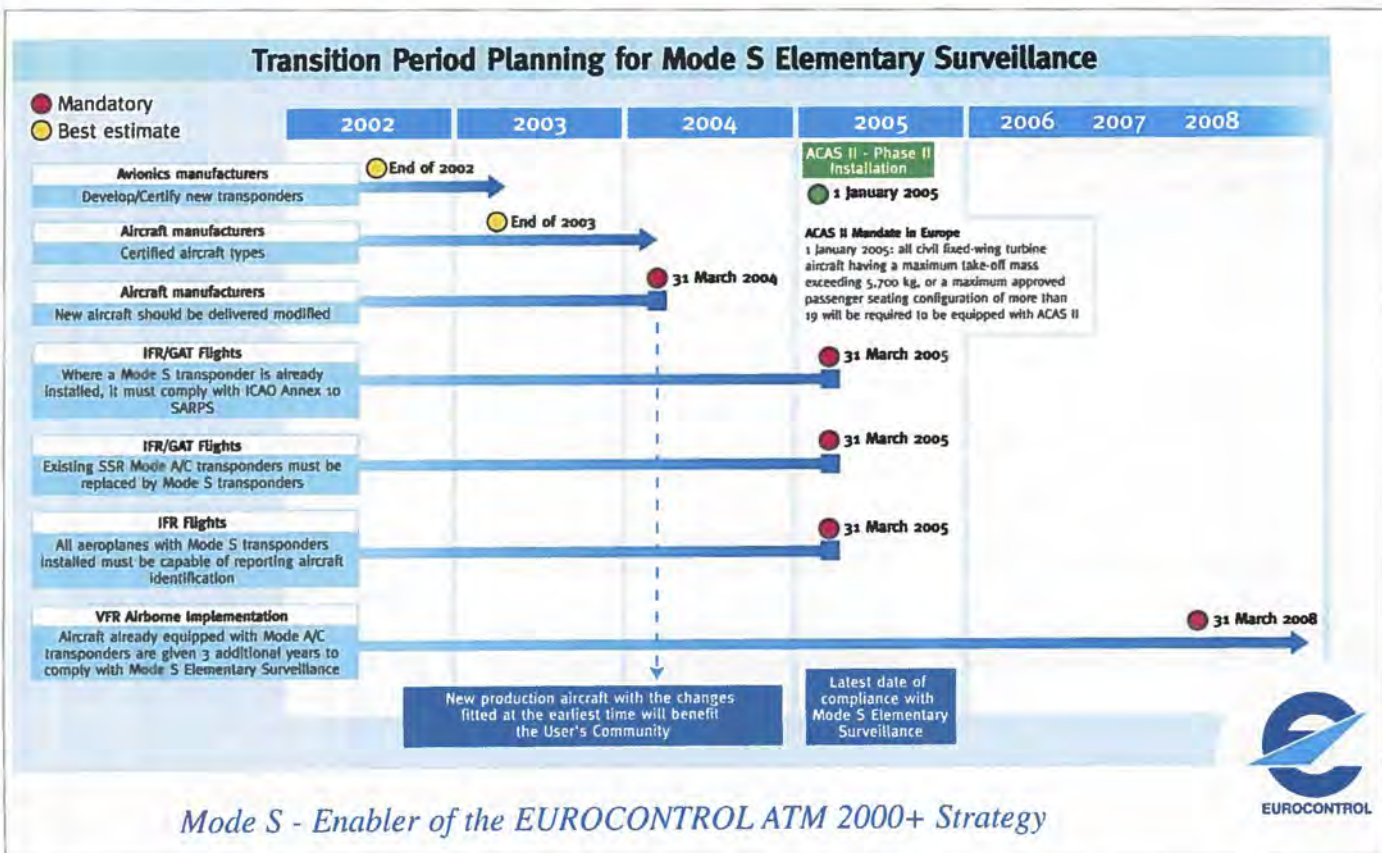 Transition Period Planning for Mode S Elementary Surveillance
Mandatory
Best estimate
2002
2003
2004
2005
2006
2007
2008
Avionics manufacturers
Develop/Certify new transponders
End of 2002
ACAS II - Phase II
Installation
1 January 2005
Aircraft manufacturers
Certified aircraft types
End of 2003
ACAS II Mandate in Europe
1 January 2005: all civil fixed-wing turbine
aircraft having a maximum take-off mass
exceeding 5,700 kg, or a maximum approved
passenger seating configuration of more than
19 will be required to be equipped with ACAS II
Aircraft manufacturers
New aircraft should be delivered modified
31 March 2004
IFR/GAT Flights
Where a Mode S transponder is already
installed, it must comply with ICAO Annex 10
SARPS
31 March 2005
IFR/GAT Flights
Existing SSR Mode A/C transponders must be
replaced by Mode S transponders
31 March 2005
IFR Flights
All aeroplanes with Mode S transponders
installed must be capable of reporting aircraft
identification
31 March 2005
VFR Airborne Implementation
Aircraft already equipped with Mode A/C
transponders are given 3 additional years to
comply with Mode S Elementary Surveillance
31 March 2008
New production aircraft with the changes
fitted at the earliest time will benefit
the User's Community
Latest date of
compliance with
Mode S Elementary
Surveillance
EUROCONTROL
Mode S - Enabler of the EUROCONTROL ATM 2000+ Strategy